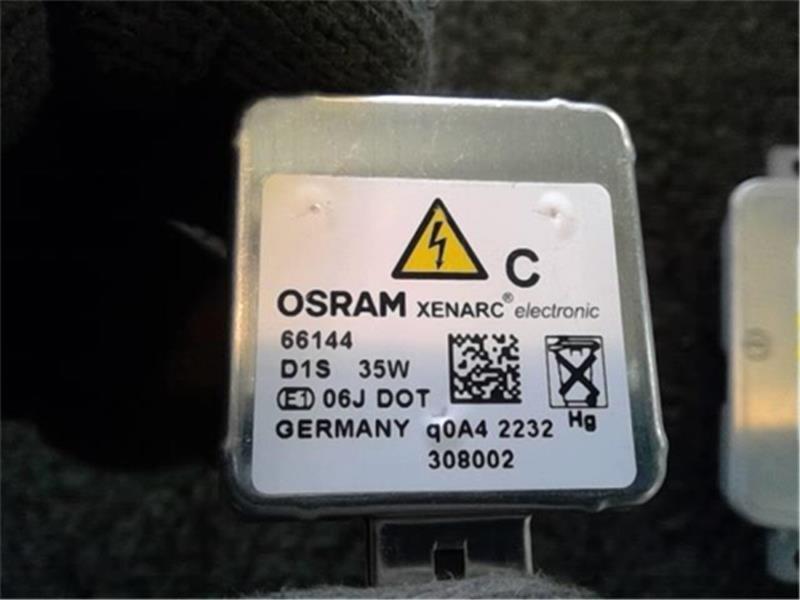 C
OSRAM XENARC® electronic
66144
D1S 35W
E1 06J DOT
GERMANY q0A4 2232
Hg
308002